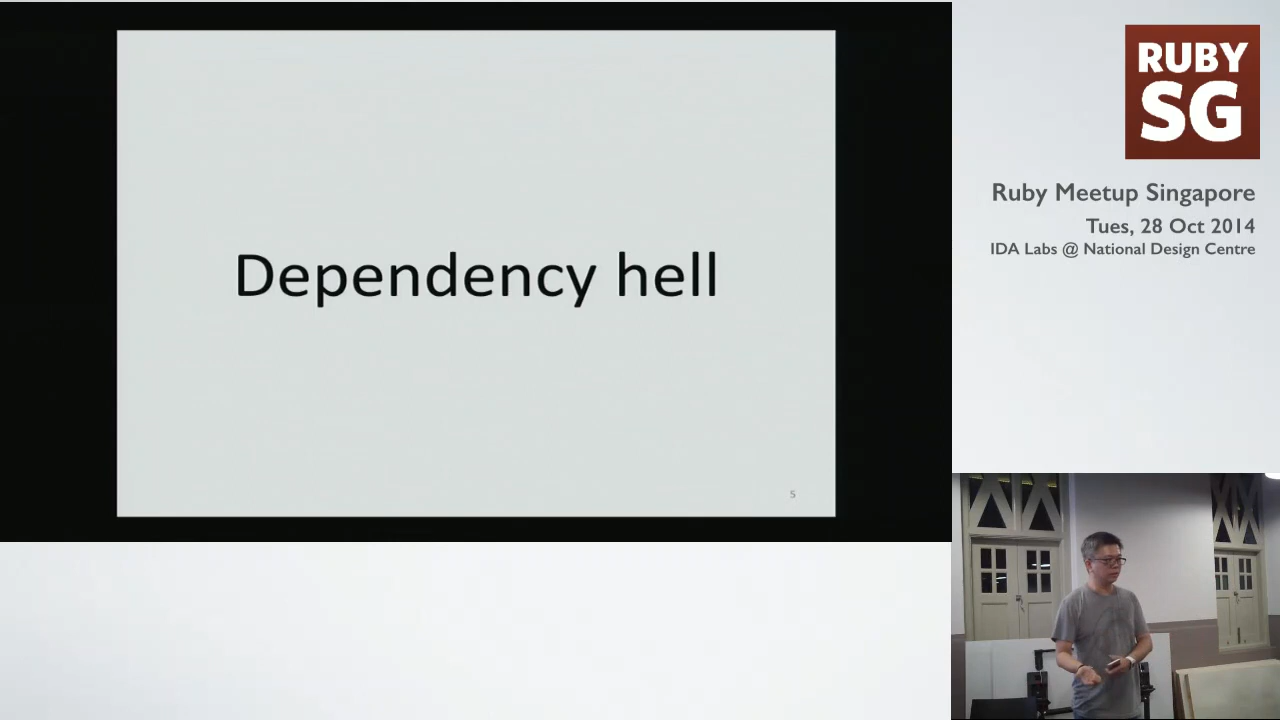 Dependency hell
5
RUBY
SG
Ruby Meetup Singapore
Tues, 28 Oct 2014
IDA Labs @ National Design Centre